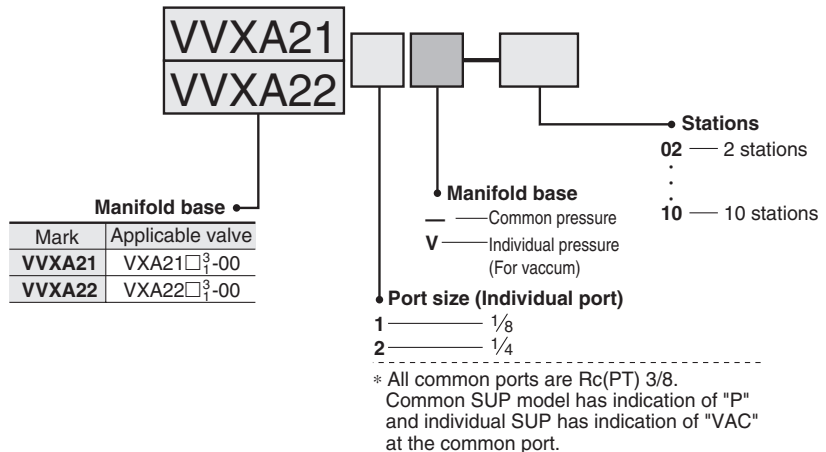 VVXA21
VVXA22
Stations
02 — 2 stations
.
.
.
10 — 10 stations
Manifold base
— — Common pressure
V — Individual pressure
(For vaccum)
Manifold base
Mark Applicable valve
VVXA21 VXA21□³₁-00
VVXA22 VXA22□³₁-00
Port size (Individual port)
1 — 1/8
2 — 1/4
* All common ports are Rc(PT) 3/8.
Common SUP model has indication of "P"
and individual SUP has indication of "VAC"
at the common port.